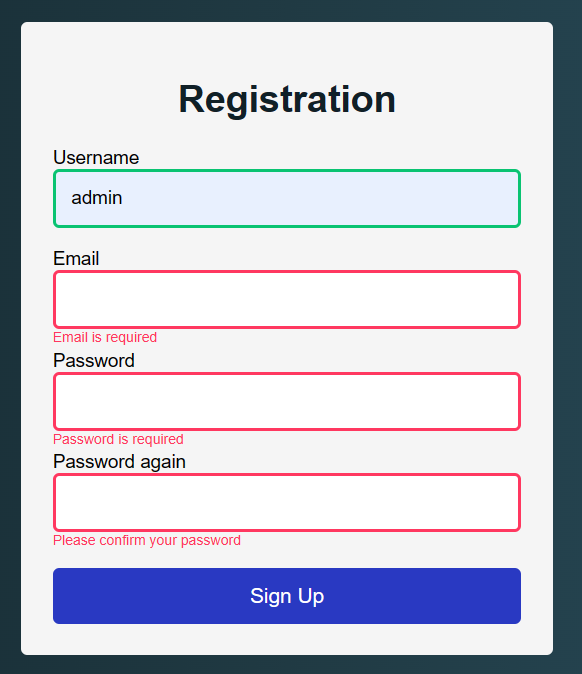 Registration
Username
admin
Email
Email is required
Password
Password is required
Password again
Please confirm your password
Sign Up